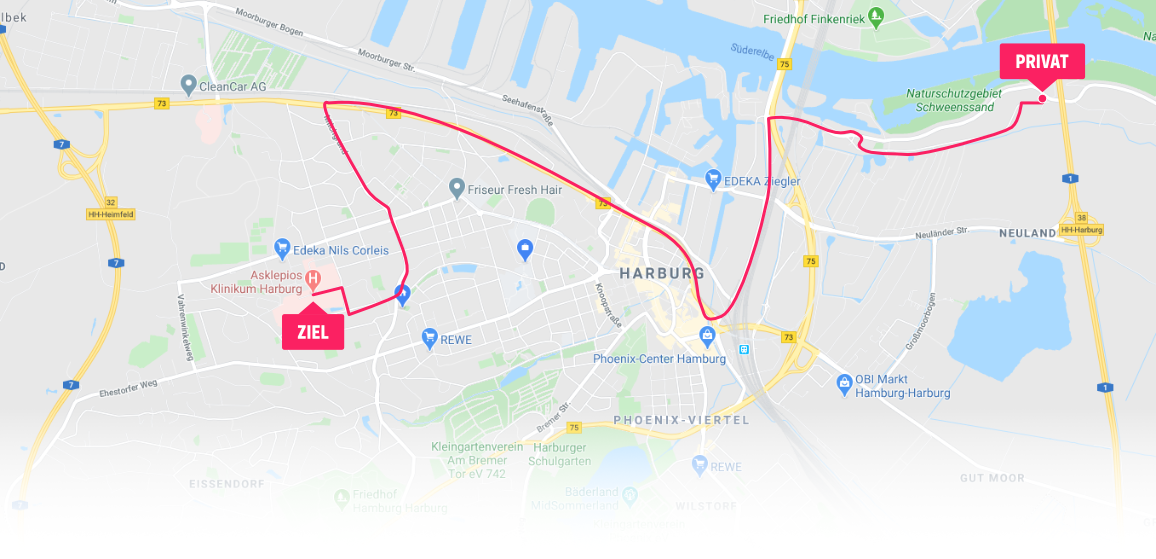 lbek
Moorburger Bogen
Friedhof Finkenriek
Moorburger Str.
Süderelbe
75
PRIVAT
CleanCar AG
Seehafenstraße
Naturschutzgebiet
Schweenssand
Na
73
73
7
EDEKA Ziegler
1
Friseur Fresh Hair
32
HH-Heimfeld
73
38
HH-Harburg
Neuländer Str.
NEULAND
Edeka Nils Corleis
7
75
D
Asklepios
Klinikum Harburg
H
HARBURG
Vahrenwinkelweg
Knoopstraße
Großmoorbogen
ZIEL
REWE
73
Phoenix-Center Hamburg
7
Ehestorfer Weg
OBI Markt
Hamburg-Harburg
1
Bremer Str.
PHOENIX-VIERTEL
75
Kleingartenverein
Am Bremer
Tor eV 742
Harburger
Schulgarten
REWE
EISSENDORF
GUT MOOR
Friedhof
Hamburg Harburg
Bäderland
MidSommerland
WILSTORF